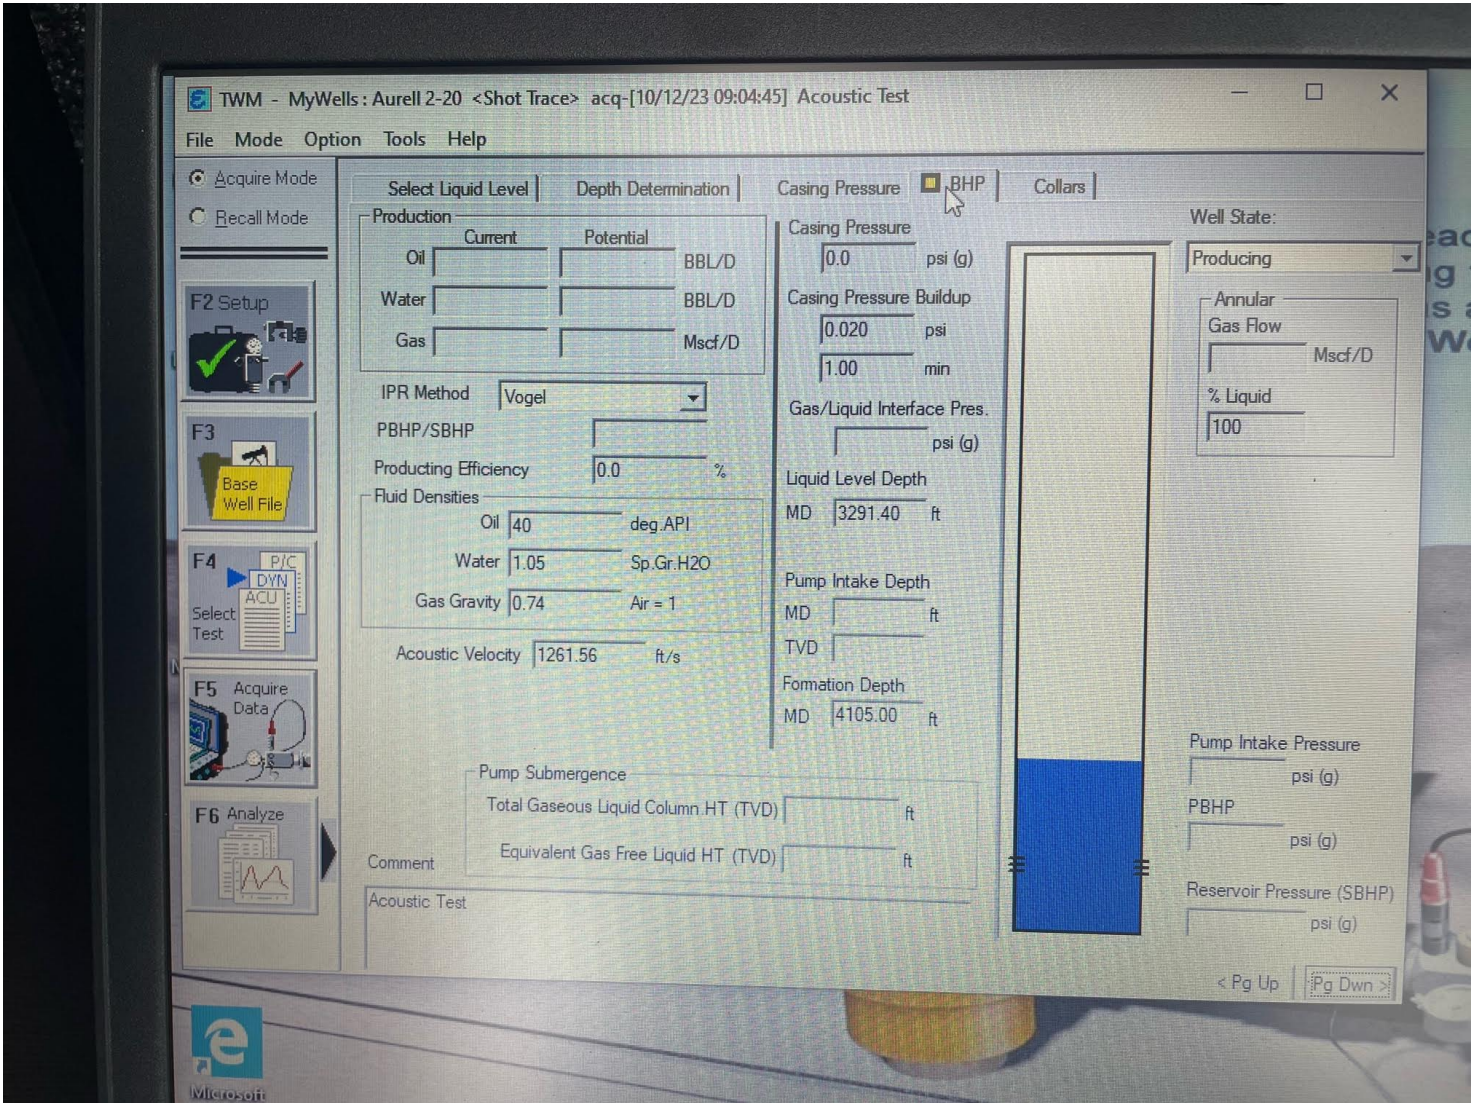 TWM - MyWells : Aurell 2-20 <Shot Trace> acq-[10/12/23 09:04:45] Acoustic Test
File Mode Option Tools Help
Acquire Mode
Recall Mode
F2 Setup
F3
Base
Well File
F4
P/C
DYN
ACU
Select
Test
F5 Acquire
Data
F6 Analyze
Select Liquid Level Depth Determination Casing Pressure BHP Collars
Production
Current Potential
Oil BBL/D
Water BBL/D
Gas Mscf/D
IPR Method Vogel
PBHP/SBHP
Producting Efficiency 0.0 %
Fluid Densities
Oil 40 deg.API
Water 1.05 Sp.Gr.H2O
Gas Gravity 0.74 Air = 1
Acoustic Velocity 1261.56 ft/s
Casing Pressure
0.0 psi (g)
Casing Pressure Buildup
0.020 psi
1.00 min
Gas/Liquid Interface Pres.
psi (g)
Liquid Level Depth
MD 3291.40 ft
Pump Intake Depth
MD ft
TVD
Formation Depth
MD 4105.00 ft
Pump Submergence
Total Gaseous Liquid Column HT (TVD) ft
Equivalent Gas Free Liquid HT (TVD) ft
Comment
Acoustic Test
Well State:
Producing
Annular
Gas Flow
Mscf/D
% Liquid
100
Pump Intake Pressure
psi (g)
PBHP
psi (g)
Reservoir Pressure (SBHP)
psi (g)
< Pg Up Pg Dwn >
Microsoft